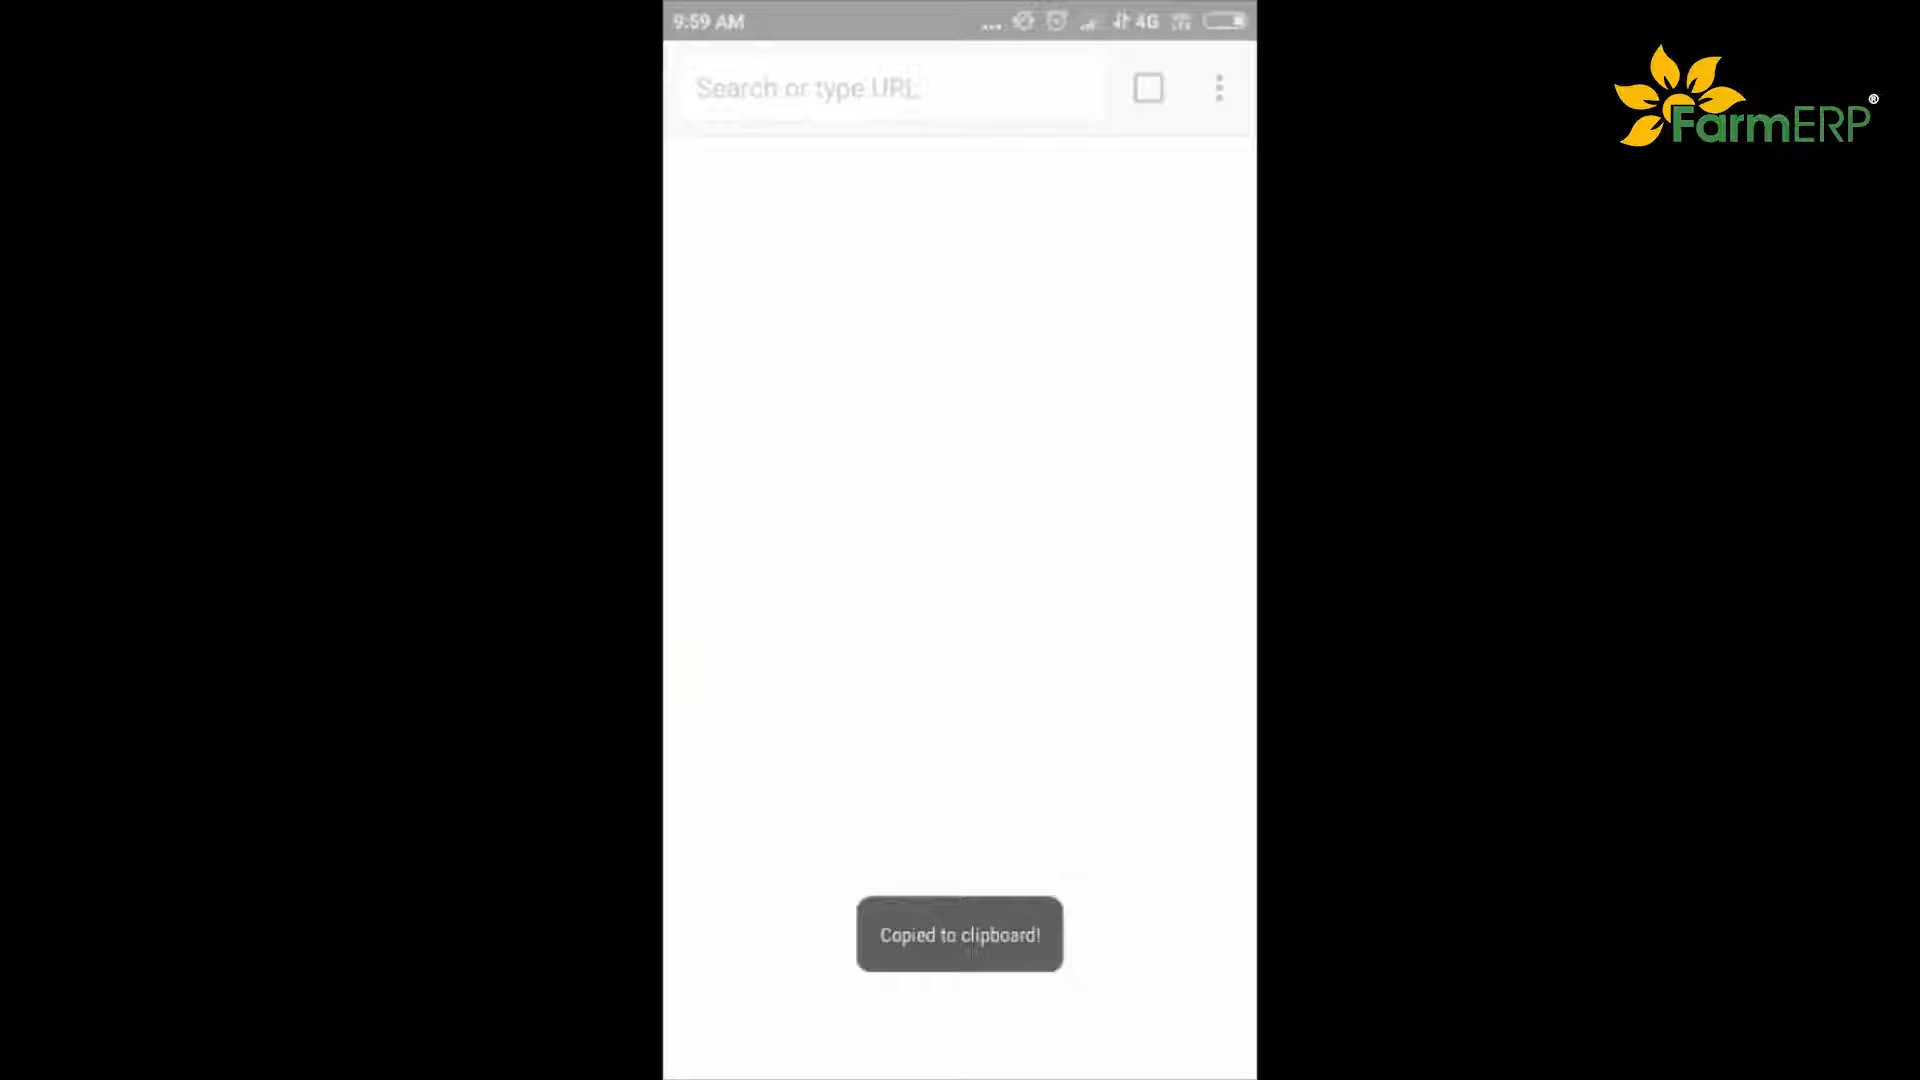 9:59 AM
4G
Search or type URL
FarmERP®
Copied to clipboard!